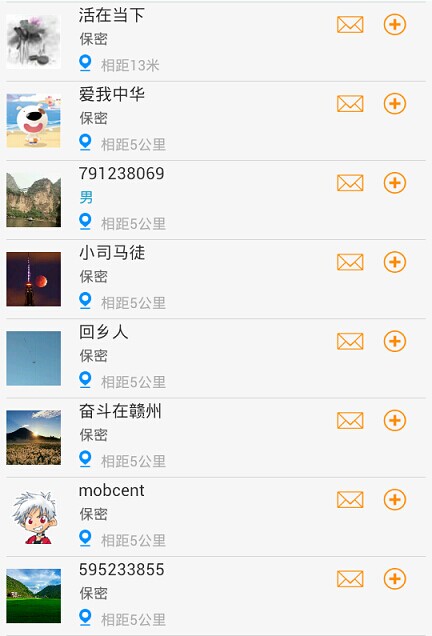 活在当下
保密
相距13米
爱我中华
保密
相距5公里
791238069
男
相距5公里
小司马徒
保密
相距5公里
回乡人
保密
相距5公里
奋斗在赣州
保密
相距5公里
mobcent
保密
相距5公里
595233855
保密
相距5公里